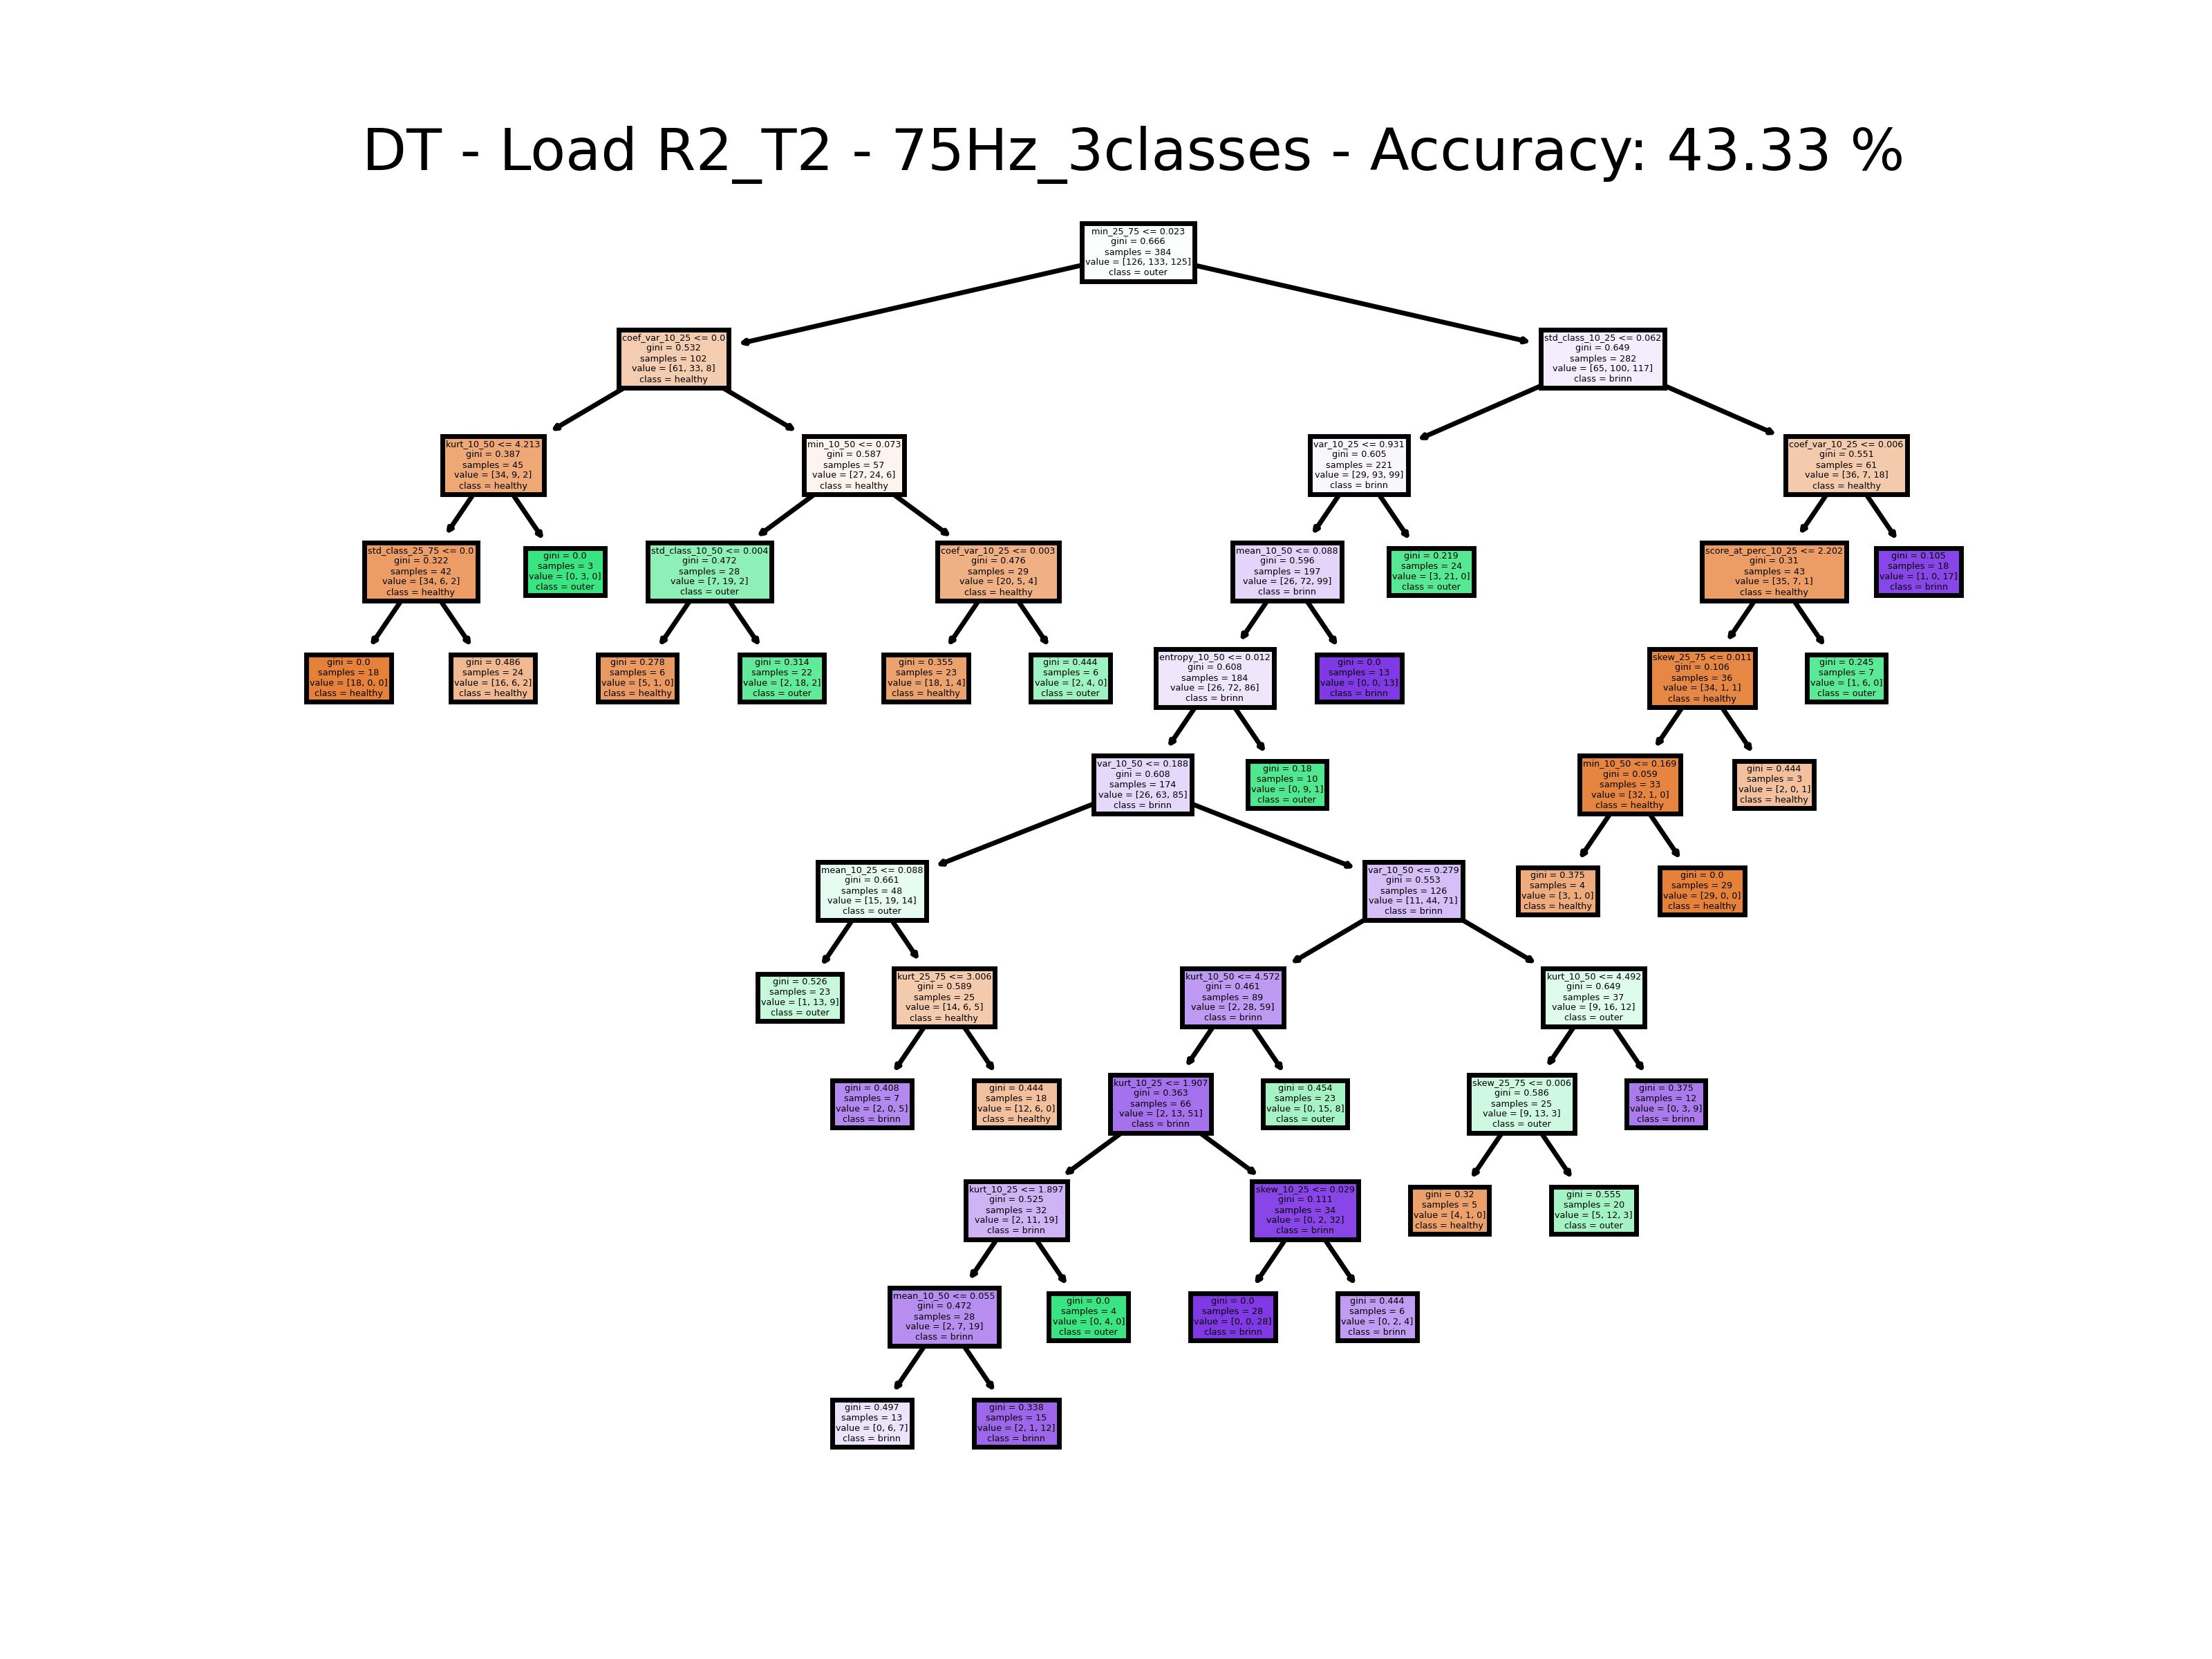 DT - Load R2_T2 - 75Hz_3classes - Accuracy: 43.33 %
min_25_75 <= 0.023
gini = 0.666
samples = 384
value = [126, 133, 125]
class = outer
coef_var_10_25 <= 0.0
gini = 0.532
samples = 102
value = [61, 33, 8]
class = healthy
std_class_10_25 <= 0.062
gini = 0.649
samples = 282
value = [65, 100, 117]
class = brinn
kurt_10_50 <= 4.213
gini = 0.387
samples = 45
value = [34, 9, 2]
class = healthy
min_10_50 <= 0.073
gini = 0.587
samples = 57
value = [27, 24, 6]
class = healthy
var_10_25 <= 0.931
gini = 0.605
samples = 221
value = [29, 93, 99]
class = brinn
coef_var_10_25 <= 0.006
gini = 0.551
samples = 61
value = [36, 7, 18]
class = healthy
std_class_25_75 <= 0.0
gini = 0.322
samples = 42
value = [34, 6, 2]
class = healthy
gini = 0.0
samples = 3
value = [0, 3, 0]
class = outer
std_class_10_50 <= 0.004
gini = 0.472
samples = 28
value = [7, 19, 2]
class = outer
coef_var_10_25 <= 0.003
gini = 0.476
samples = 29
value = [20, 5, 4]
class = healthy
mean_10_50 <= 0.088
gini = 0.596
samples = 197
value = [26, 72, 99]
class = brinn
gini = 0.219
samples = 24
value = [3, 21, 0]
class = outer
score_at_perc_10_25 <= 2.202
gini = 0.31
samples = 43
value = [35, 7, 1]
class = healthy
gini = 0.105
samples = 18
value = [1, 0, 17]
class = brinn
gini = 0.0
samples = 18
value = [18, 0, 0]
class = healthy
gini = 0.486
samples = 24
value = [16, 6, 2]
class = healthy
gini = 0.278
samples = 6
value = [5, 1, 0]
class = healthy
gini = 0.314
samples = 22
value = [2, 18, 2]
class = outer
gini = 0.355
samples = 23
value = [18, 1, 4]
class = healthy
gini = 0.444
samples = 6
value = [2, 4, 0]
class = outer
entropy_10_50 <= 0.012
gini = 0.608
samples = 184
value = [26, 72, 86]
class = brinn
gini = 0.0
samples = 13
value = [0, 0, 13]
class = brinn
skew_25_75 <= 0.011
gini = 0.106
samples = 36
value = [34, 1, 1]
class = healthy
gini = 0.245
samples = 7
value = [1, 6, 0]
class = outer
var_10_50 <= 0.188
gini = 0.608
samples = 174
value = [26, 63, 85]
class = brinn
gini = 0.18
samples = 10
value = [0, 9, 1]
class = outer
min_10_50 <= 0.169
gini = 0.059
samples = 33
value = [32, 1, 0]
class = healthy
gini = 0.444
samples = 3
value = [2, 0, 1]
class = healthy
mean_10_25 <= 0.088
gini = 0.661
samples = 48
value = [15, 19, 14]
class = outer
var_10_50 <= 0.279
gini = 0.553
samples = 126
value = [11, 44, 71]
class = brinn
gini = 0.375
samples = 4
value = [3, 1, 0]
class = healthy
gini = 0.0
samples = 29
value = [29, 0, 0]
class = healthy
gini = 0.526
samples = 23
value = [1, 13, 9]
class = outer
kurt_25_75 <= 3.006
gini = 0.589
samples = 25
value = [14, 6, 5]
class = healthy
kurt_10_50 <= 4.572
gini = 0.461
samples = 89
value = [2, 28, 59]
class = brinn
kurt_10_50 <= 4.492
gini = 0.649
samples = 37
value = [9, 16, 12]
class = outer
gini = 0.408
samples = 7
value = [2, 0, 5]
class = brinn
gini = 0.444
samples = 18
value = [12, 6, 0]
class = healthy
kurt_10_25 <= 1.907
gini = 0.363
samples = 66
value = [2, 13, 51]
class = brinn
gini = 0.454
samples = 23
value = [0, 15, 8]
class = outer
skew_25_75 <= 0.006
gini = 0.586
samples = 25
value = [9, 13, 3]
class = outer
gini = 0.375
samples = 12
value = [0, 3, 9]
class = brinn
kurt_10_25 <= 1.897
gini = 0.525
samples = 32
value = [2, 11, 19]
class = brinn
skew_10_25 <= 0.029
gini = 0.111
samples = 34
value = [0, 2, 32]
class = brinn
gini = 0.32
samples = 5
value = [4, 1, 0]
class = healthy
gini = 0.555
samples = 20
value = [5, 12, 3]
class = outer
mean_10_50 <= 0.055
gini = 0.472
samples = 28
value = [2, 7, 19]
class = brinn
gini = 0.0
samples = 4
value = [0, 4, 0]
class = outer
gini = 0.0
samples = 28
value = [0, 0, 28]
class = brinn
gini = 0.444
samples = 6
value = [0, 2, 4]
class = brinn
gini = 0.497
samples = 13
value = [0, 6, 7]
class = brinn
gini = 0.338
samples = 15
value = [2, 1, 12]
class = brinn